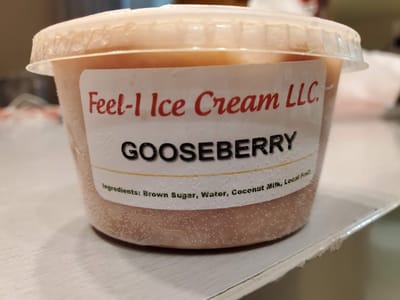 Feel-I Ice Cream LLC.
GOOSEBERRY
Ingredients: Brown Sugar, Water, Coconut Milk, Local Fruit